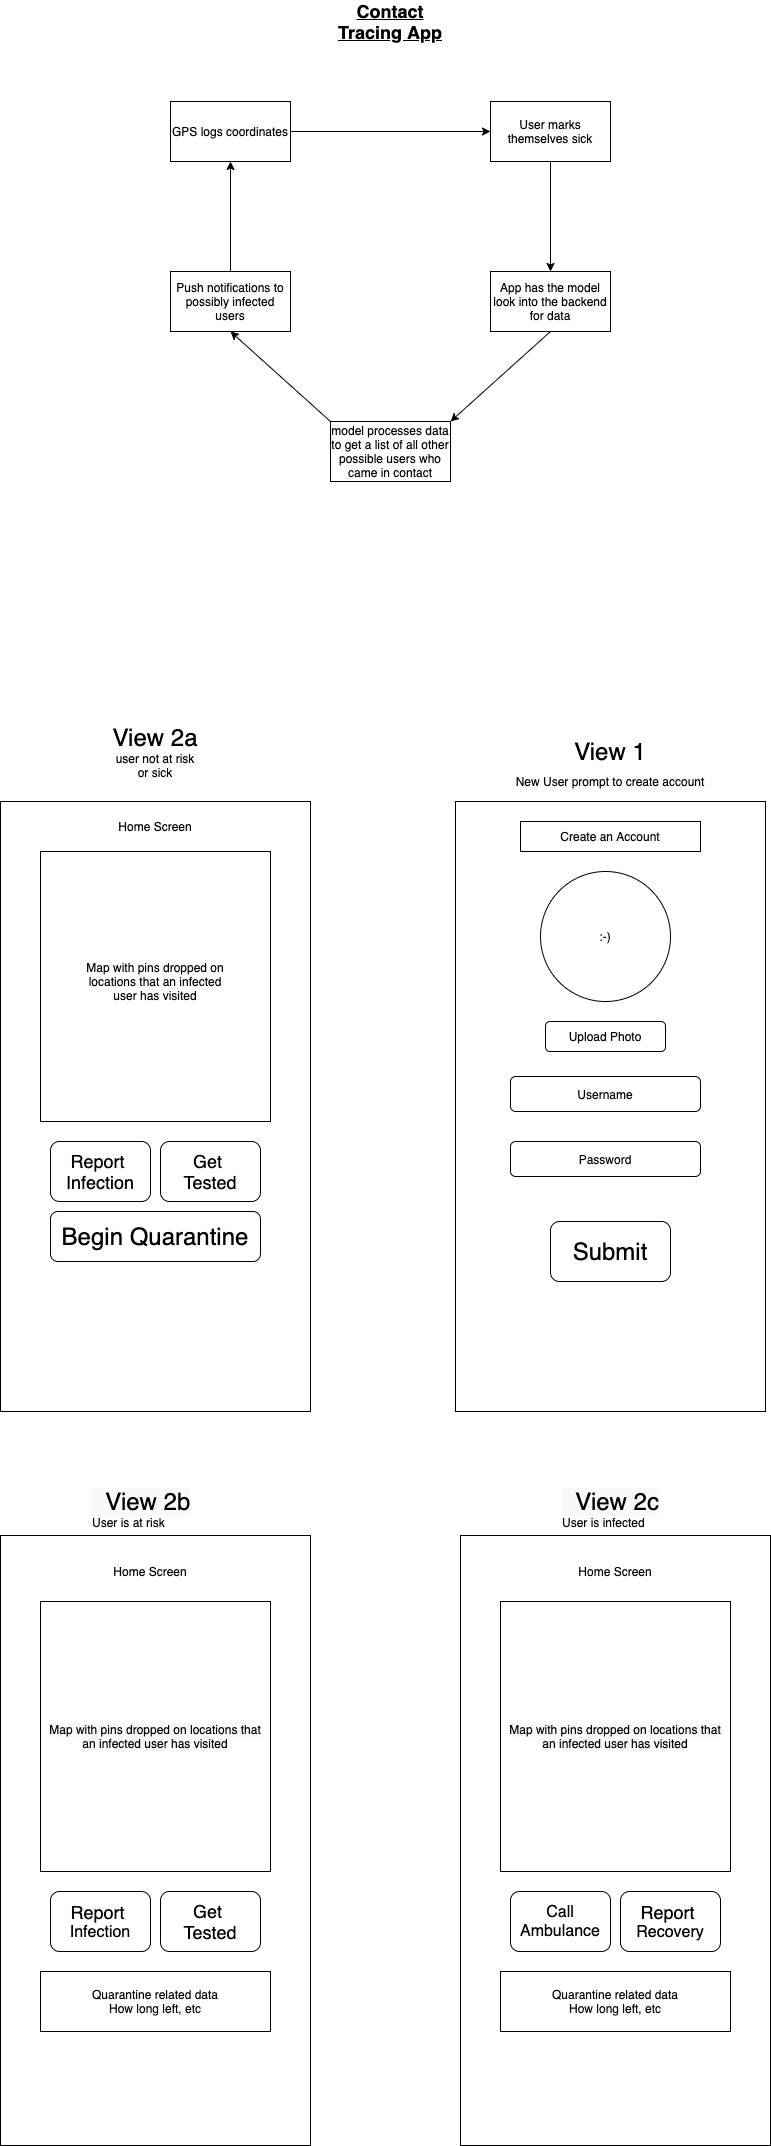 Contact
Tracing App
GPS logs coordinates
User marks
themselves sick
Push notifications to
possibly infected
users
App has the model
look into the backend
for data
model processes data
to get a list of all other
possible users who
came in contact
View 2a
user not at risk
or sick
Home Screen
Map with pins dropped on
locations that an infected
user has visited
Report
Infection
Get
Tested
Begin Quarantine
View 1
New User prompt to create account
Create an Account
:-)
Upload Photo
Username
Password
Submit
View 2b
User is at risk
Home Screen
Map with pins dropped on locations that
an infected user has visited
Report
Infection
Get
Tested
Quarantine related data
How long left, etc
View 2c
User is infected
Home Screen
Map with pins dropped on locations that
an infected user has visited
Call
Ambulance
Report
Recovery
Quarantine related data
How long left, etc